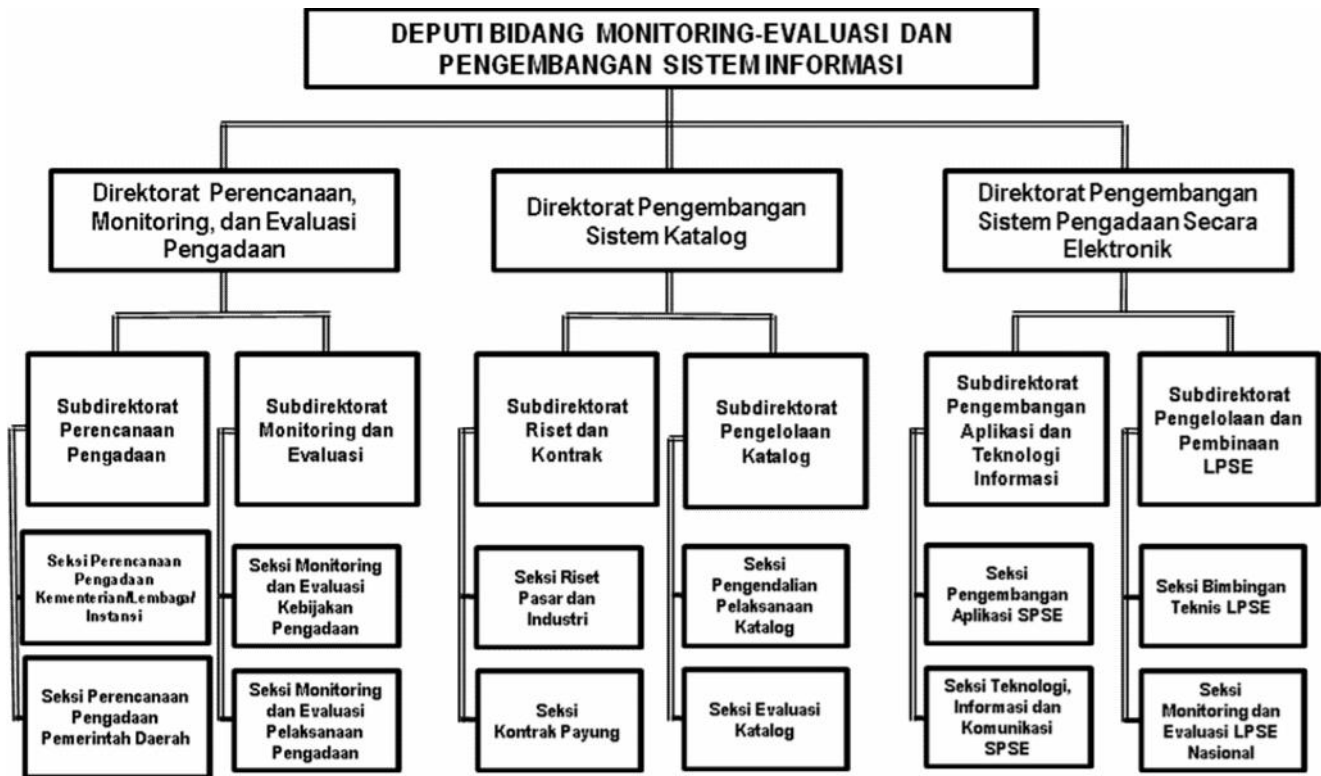 DEPUTI BIDANG MONITORING-EVALUASI DAN
PENGEMBANGAN SISTEM INFORMASI
Direktorat Perencanaan,
Monitoring, dan Evaluasi
Pengadaan
Direktorat Pengembangan
Sistem Katalog
Direktorat Pengembangan
Sistem Pengadaan Secara
Elektronik
Subdirektorat
Perencanaan
Pengadaan
Subdirektorat
Monitoring dan
Evaluasi
Subdirektorat
Riset dan
Kontrak
Subdirektorat
Pengelolaan
Katalog
Subdirektorat
Pengembangan
Aplikasi dan
Teknologi
Informasi
Subdirektorat
Pengelolaan dan
Pembinaan
LPSE
Seksi Perencanaan
Pengadaan
Kementerian/Lembaga/
Instansi
Seksi Monitoring
dan Evaluasi
Kebijakan
Pengadaan
Seksi Riset
Pasar dan
Industri
Seksi
Pengendalian
Pelaksanaan
Katalog
Seksi
Pengembangan
Aplikasi SPSE
Seksi Bimbingan
Teknis LPSE
Seksi Perencanaan
Pengadaan
Pemerintah Daerah
Seksi Monitoring
dan Evaluasi
Pelaksanaan
Pengadaan
Seksi
Kontrak Payung
Seksi Evaluasi
Katalog
Seksi Teknologi,
Informasi dan
Komunikasi
SPSE
Seksi
Monitoring dan
Evaluasi LPSE
Nasional